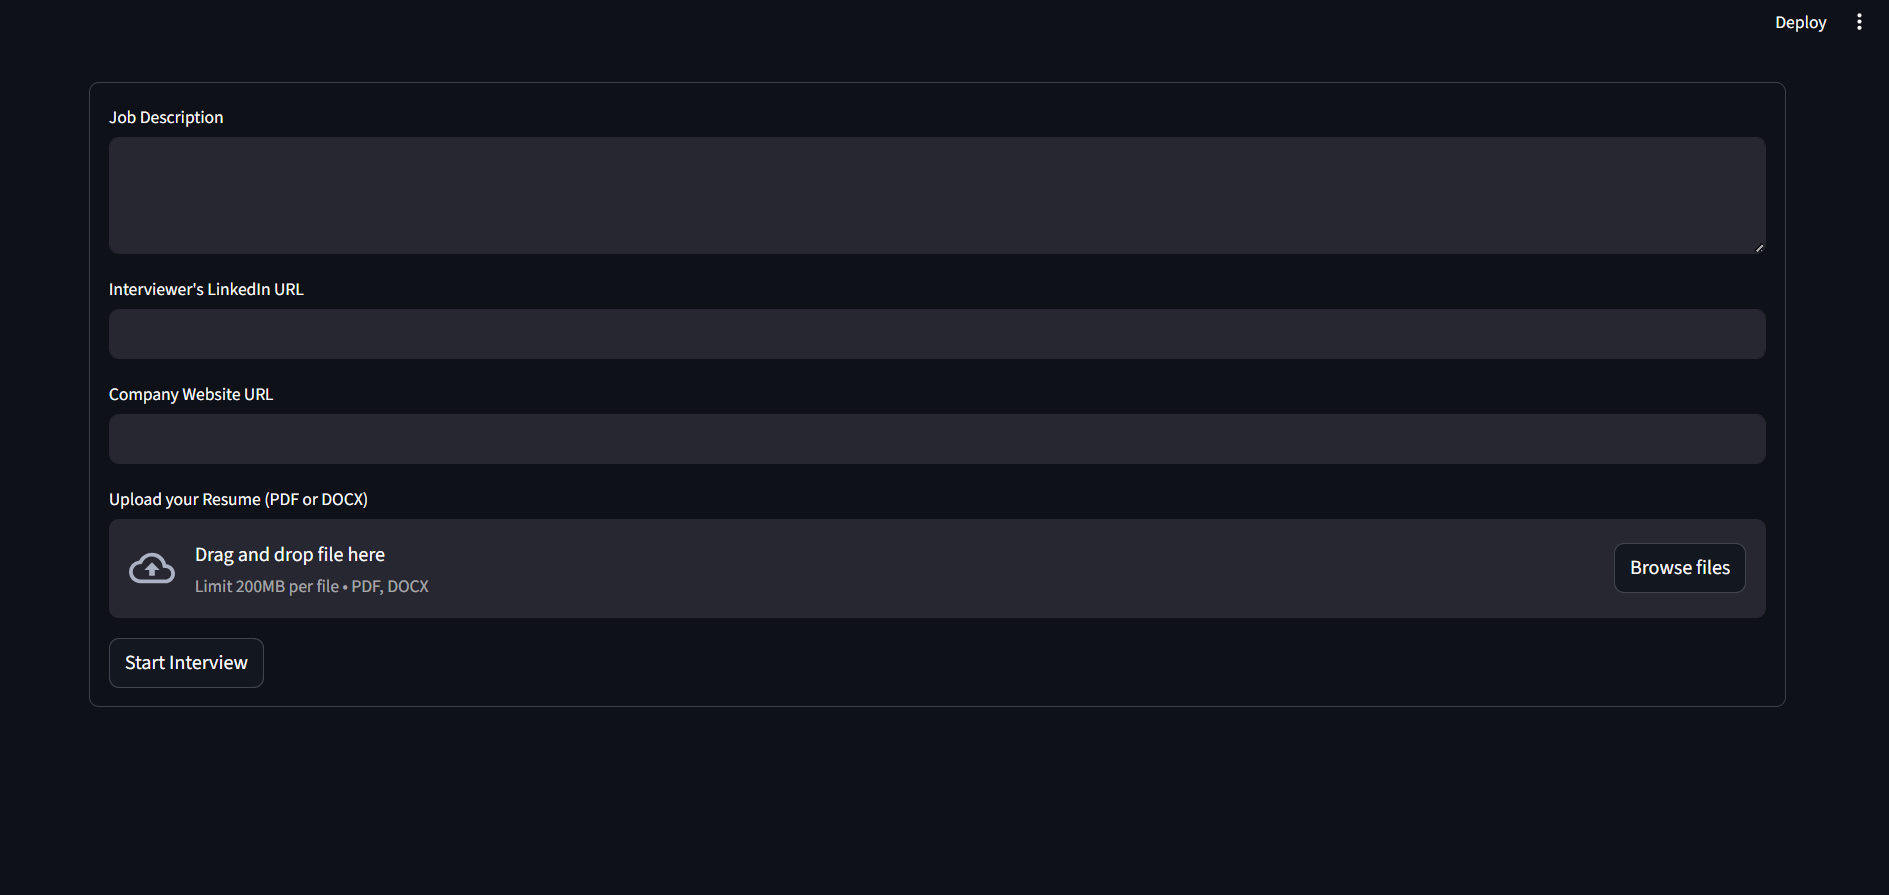 Deploy
Job Description
Interviewer's LinkedIn URL
Company Website URL
Upload your Resume (PDF or DOCX)
Drag and drop file here
Limit 200MB per file • PDF, DOCX
Browse files
Start Interview